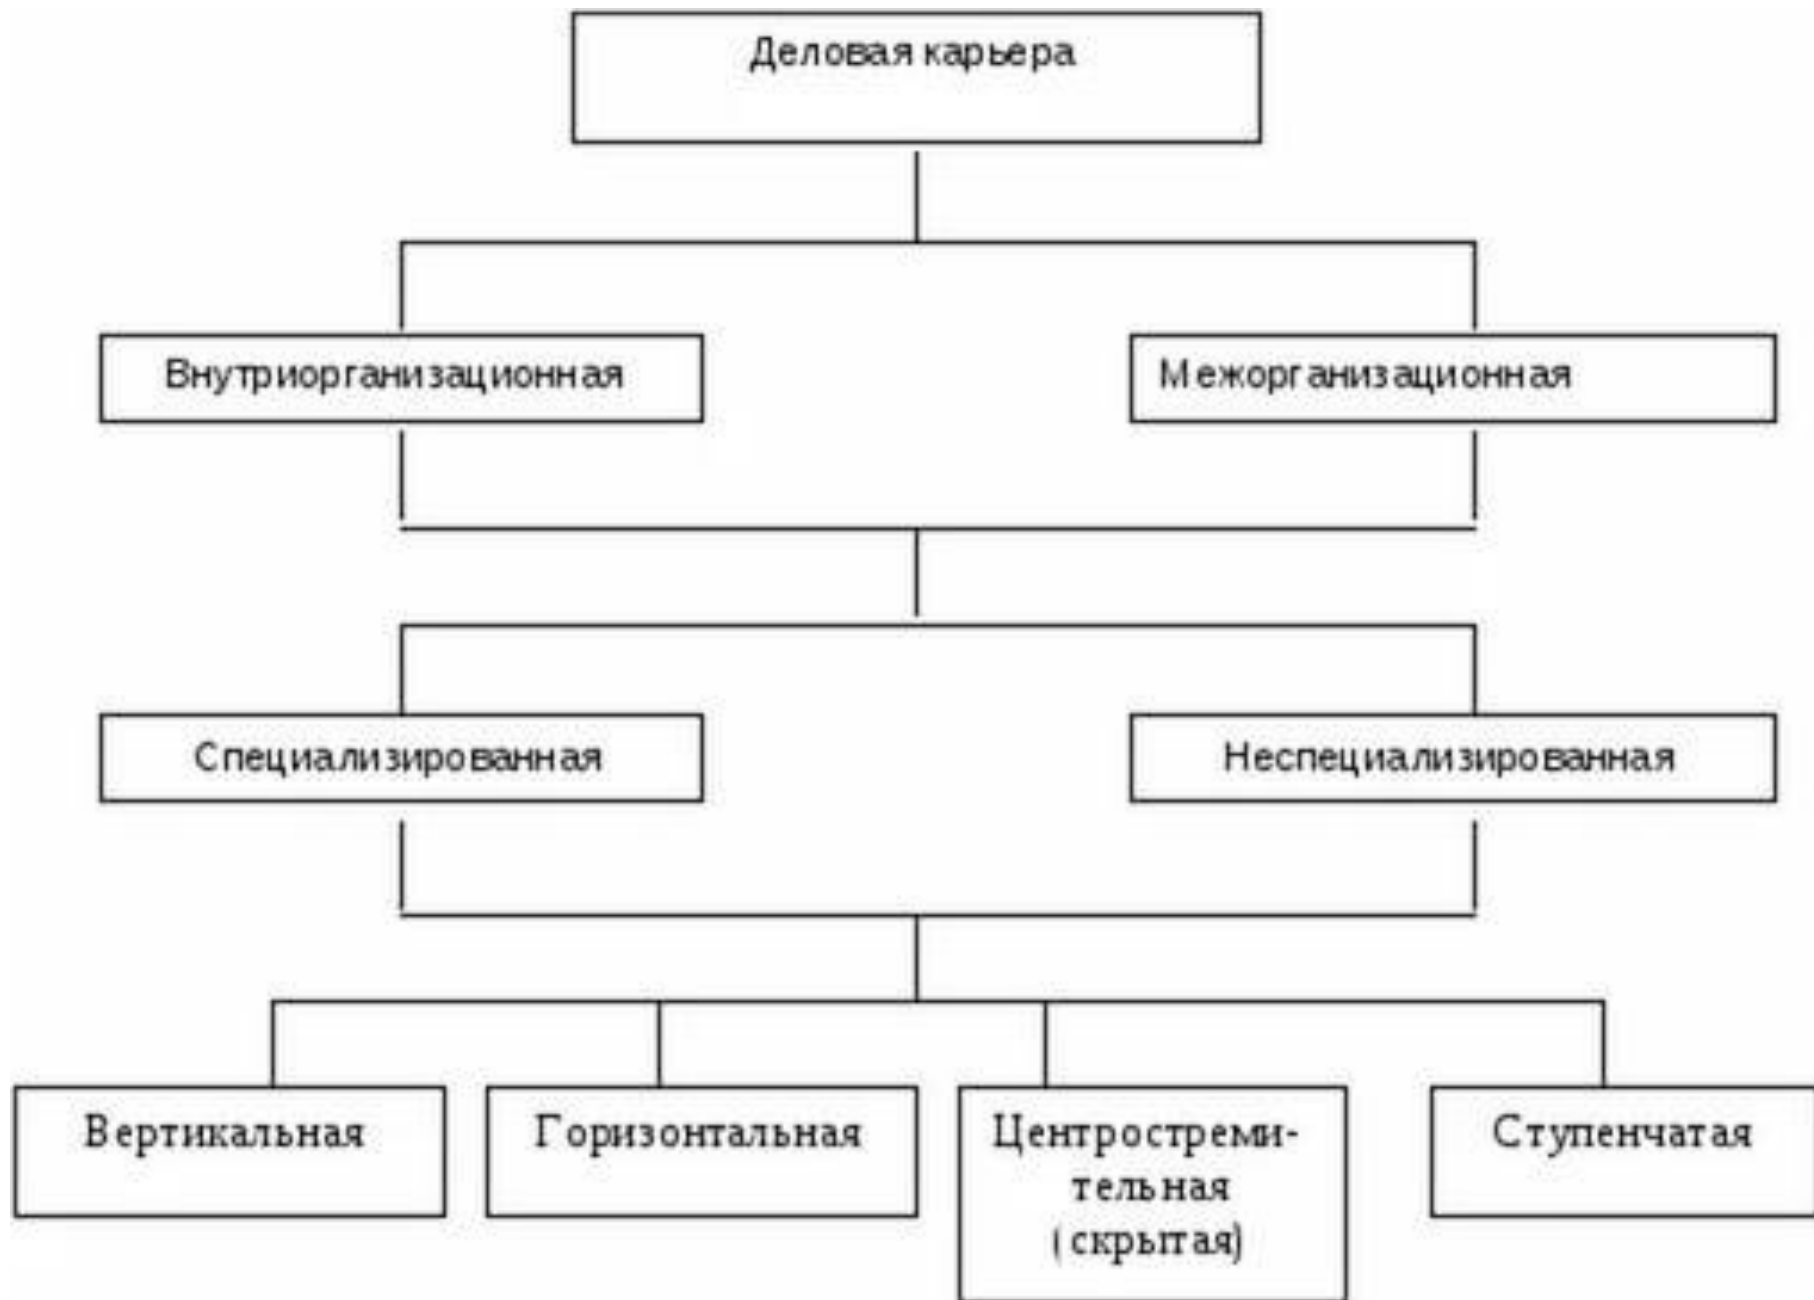 Деловая карьера
Внутриорганизационная
Межорганизационная
Специализированная
Неспециализированная
Вертикальная
Горизонтальная
Центростреми-
тельная
(скрытая)
Ступенчатая